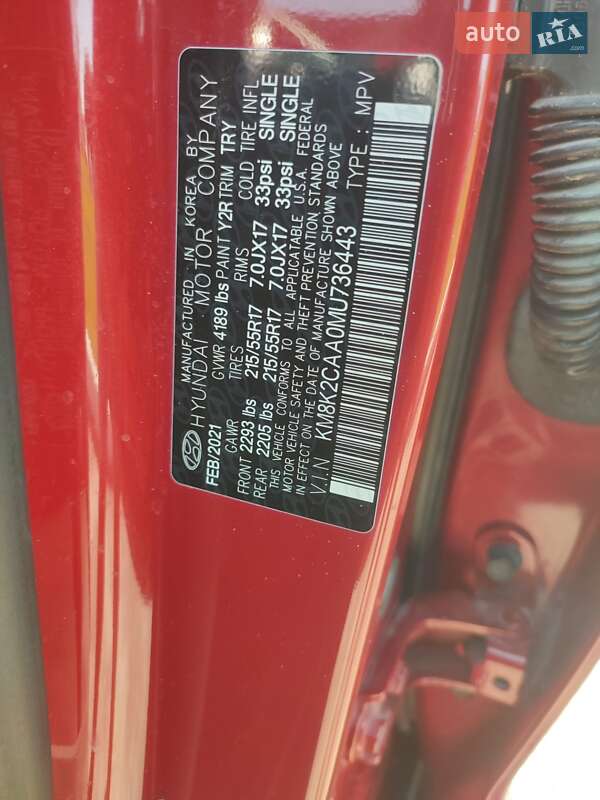 auto RIA
.com
MANUFACTURED IN KOREA BY
HYUNDAI MOTOR COMPANY
FEB/2021 GVWR 4189 lbs PAINT Y2R TRIM TRY
GAWR TIRES RIMS COLD TIRE INFL
FRONT 2293 lbs 215/55R17 7.0JX17 33psi SINGLE
REAR 2205 lbs 215/55R17 7.0JX17 33psi SINGLE
THIS VEHICLE CONFORMS TO ALL APPLICATABLE U.S.A. FEDERAL
MOTOR VEHICLE SAFETY AND THEFT PREVENTION STANDARDS
IN EFFECT ON THE DATE OF MANUFACTURE SHOWN ABOVE
V.I.N KM8K2CAA0MU736443 TYPE : MPV